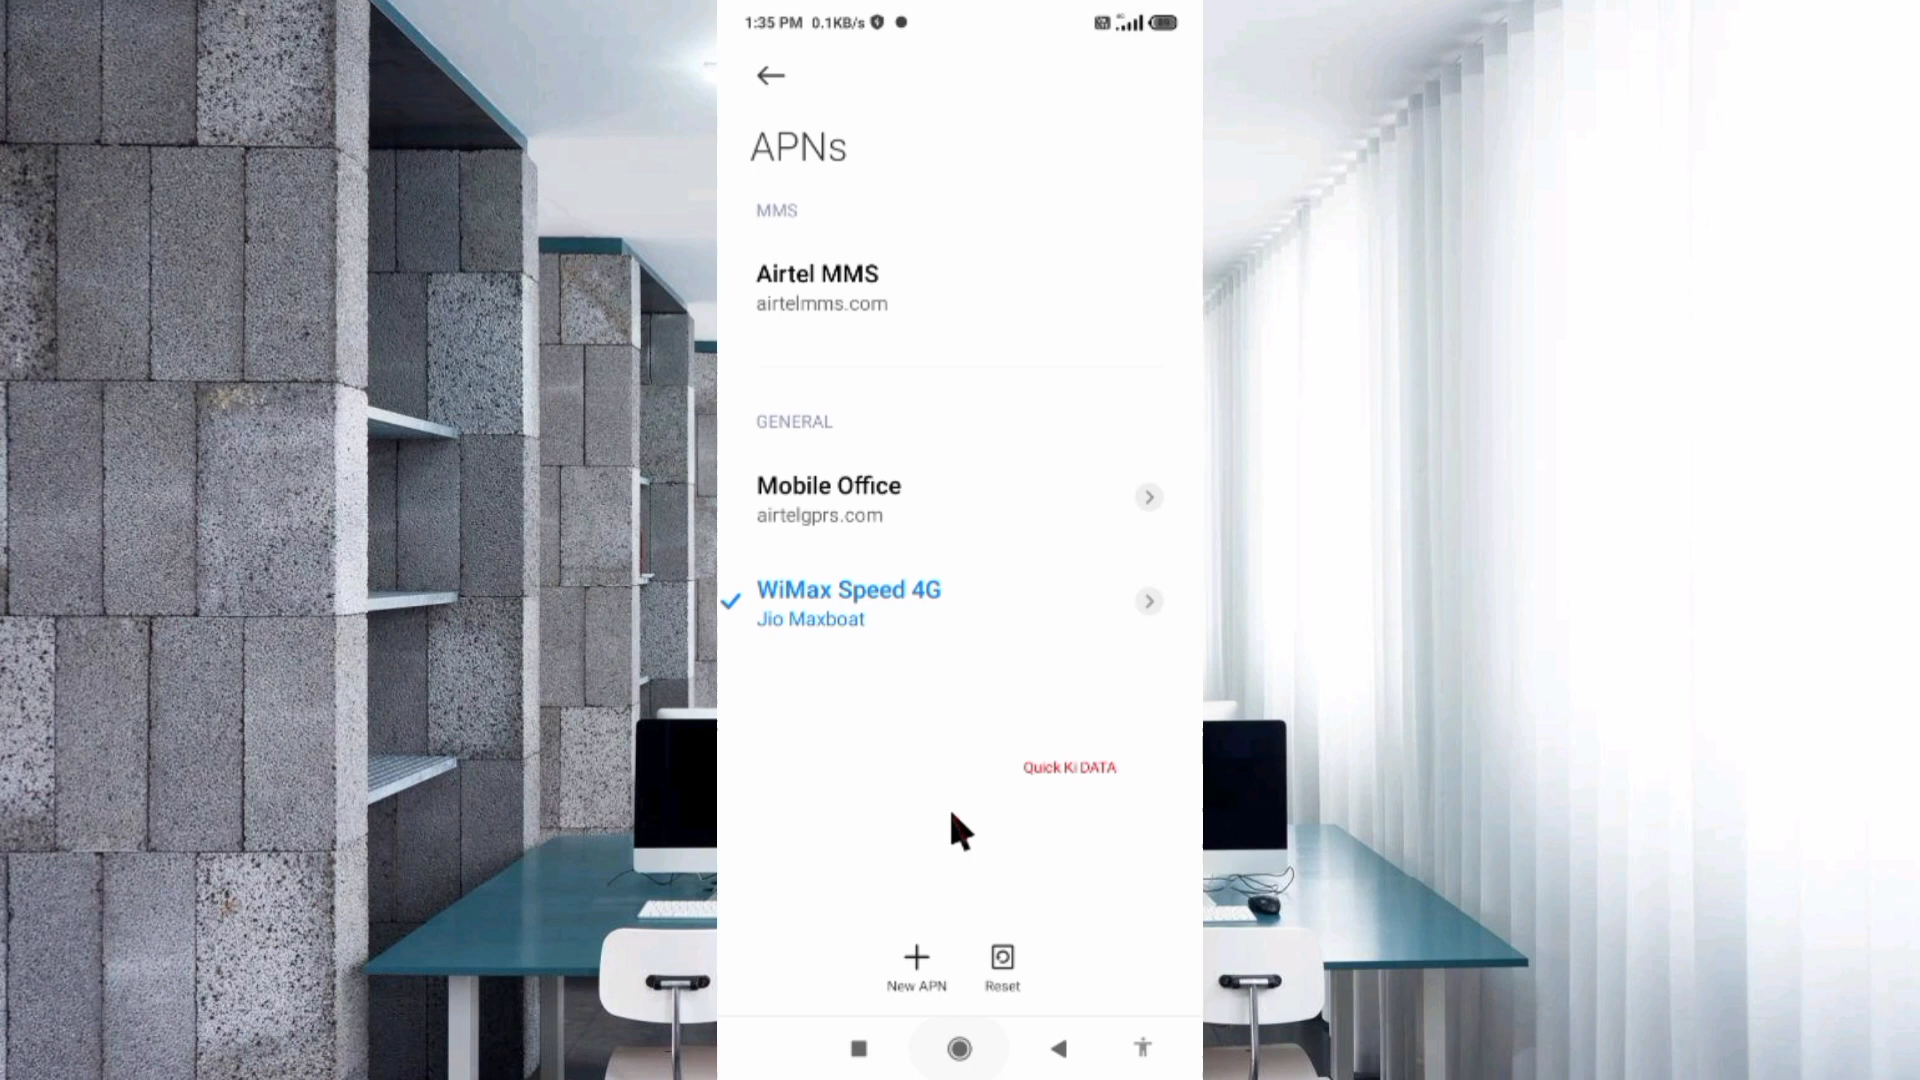 1:35 PM 0.1KB/s
APNs
MMS
Airtel MMS
airtelmms.com
GENERAL
Mobile Office
airtelgprs.com
WiMax Speed 4G
Jio Maxboat
Quick Ki DATA
New APN Reset